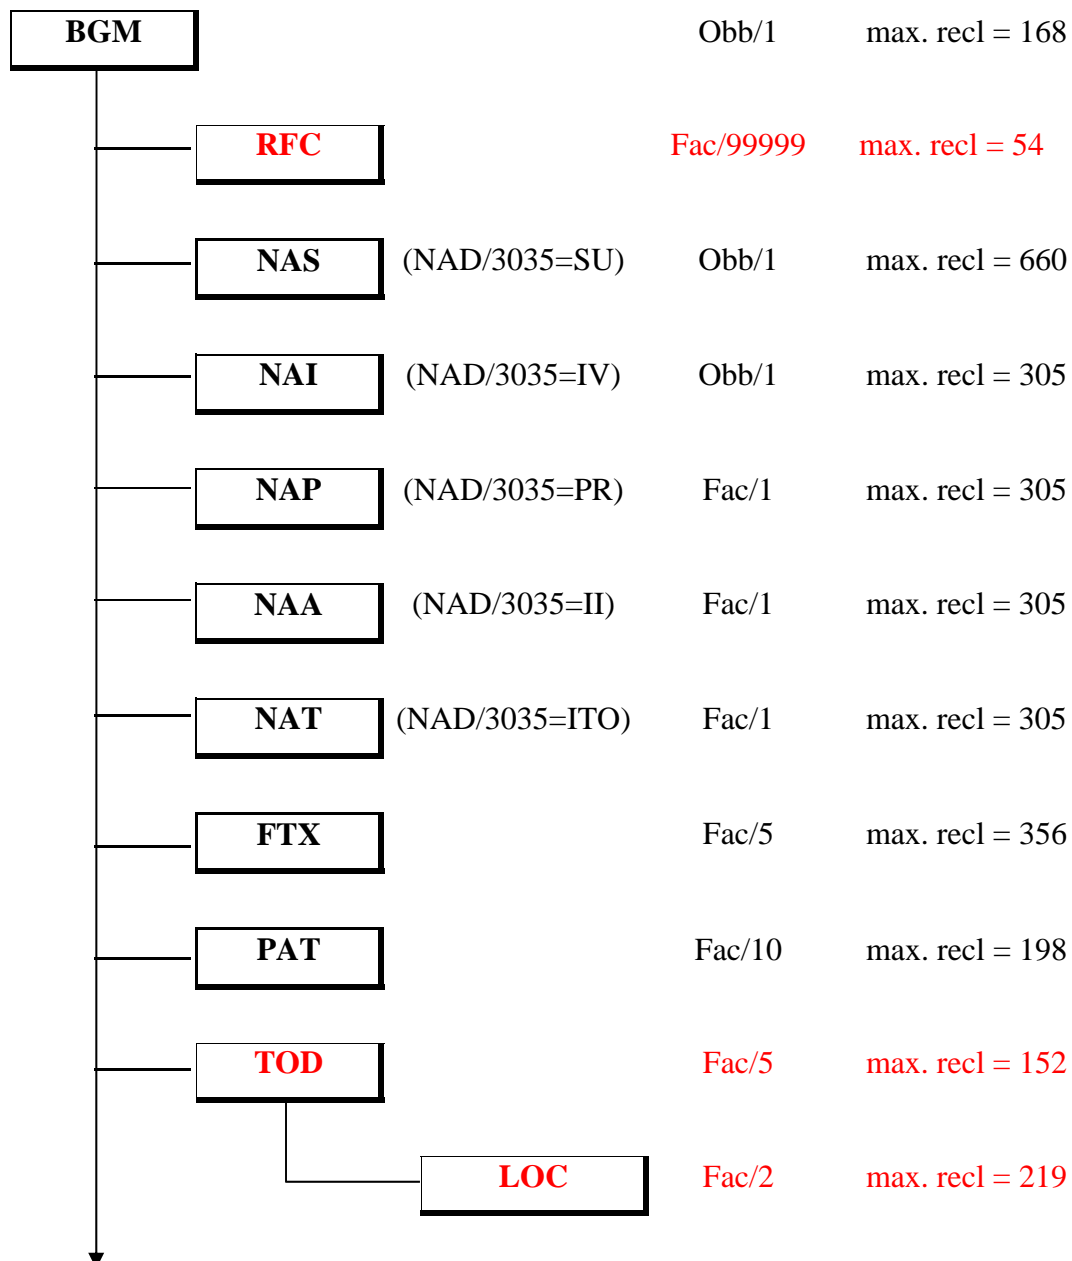 BGM Obb/1 max. recl = 168
RFC Fac/99999 max. recl = 54
NAS (NAD/3035=SU) Obb/1 max. recl = 660
NAI (NAD/3035=IV) Obb/1 max. recl = 305
NAP (NAD/3035=PR) Fac/1 max. recl = 305
NAA (NAD/3035=II) Fac/1 max. recl = 305
NAT (NAD/3035=ITO) Fac/1 max. recl = 305
FTX Fac/5 max. recl = 356
PAT Fac/10 max. recl = 198
TOD Fac/5 max. recl = 152
LOC Fac/2 max. recl = 219